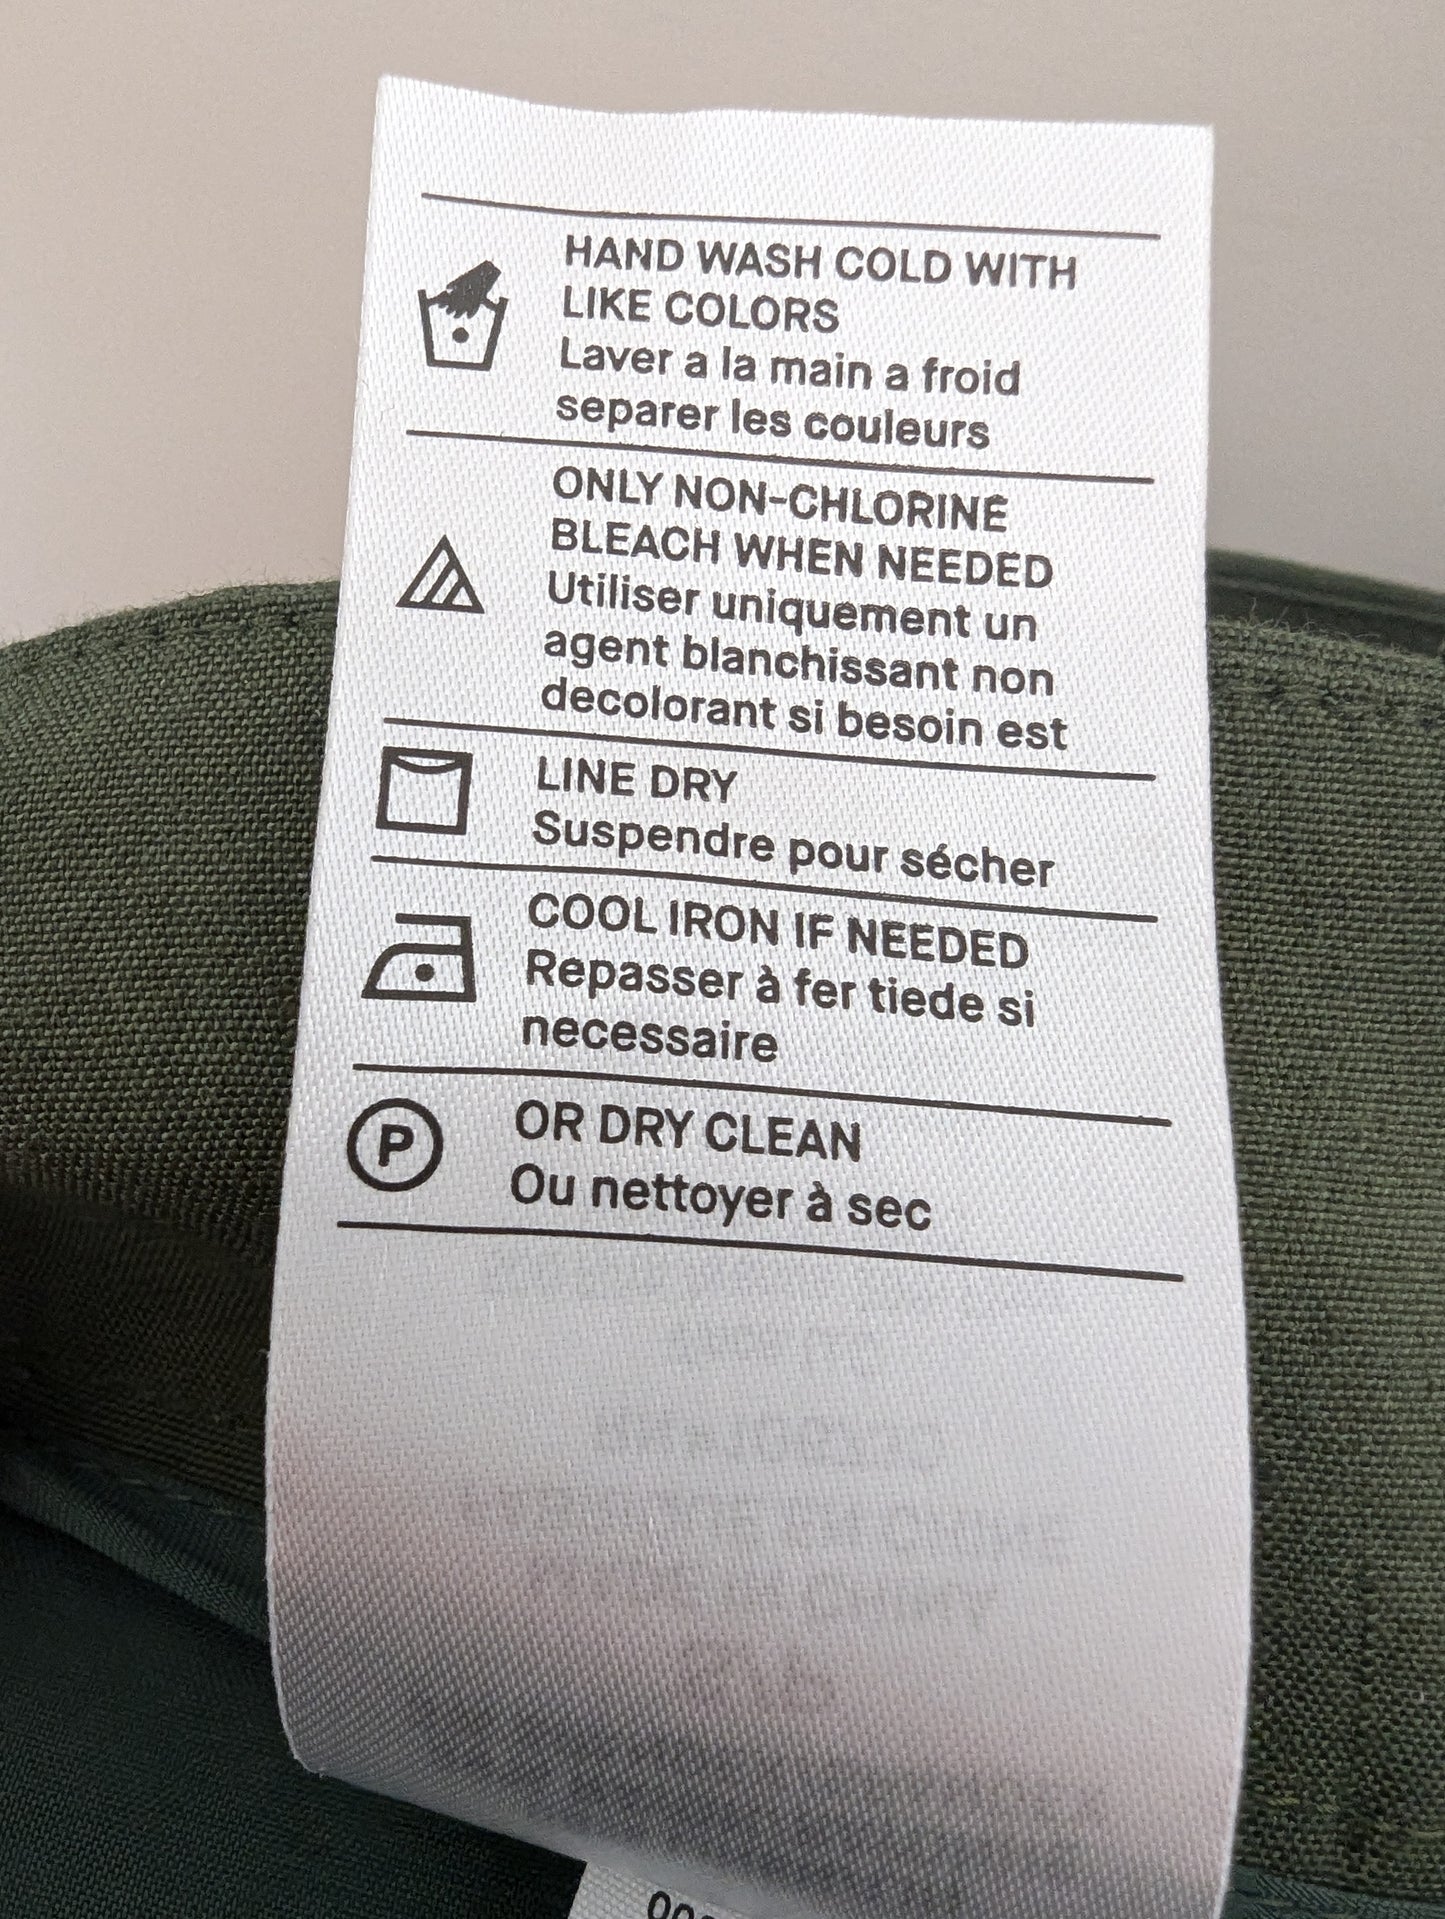 HAND WASH COLD WITH
LIKE COLORS
Laver a la main a froid
separer les couleurs
ONLY NON-CHLORINE
BLEACH WHEN NEEDED
Utiliser uniquement un
agent blanchissant non
decolorant si besoin est
LINE DRY
Suspendre pour sécher
COOL IRON IF NEEDED
Repasser à fer tiede si
necessaire
P
OR DRY CLEAN
Ou nettoyer à sec